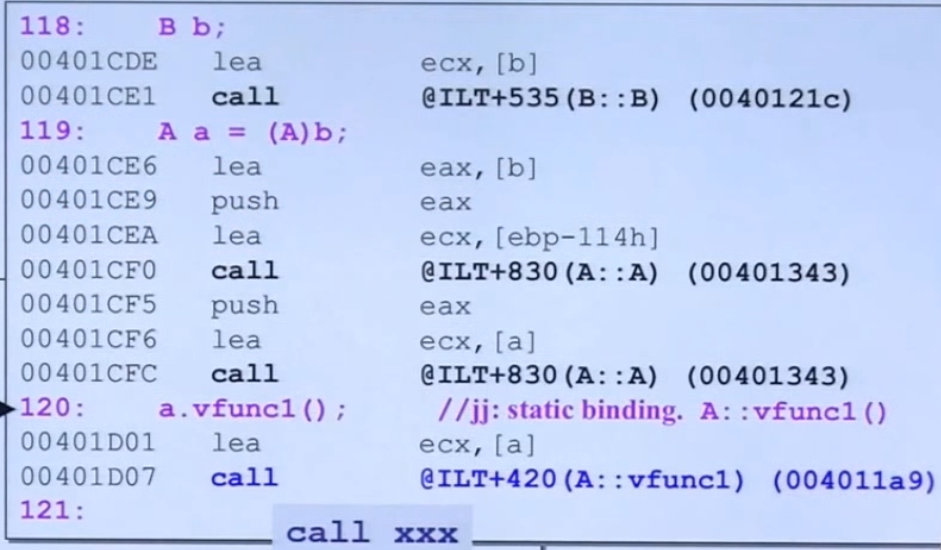 118: B b;
00401CDE lea ecx,[b]
00401CE1 call @ILT+535(B::B) (0040121c)
119: A a = (A)b;
00401CE6 lea eax,[b]
00401CE9 push eax
00401CEA lea ecx,[ebp-114h]
00401CF0 call @ILT+830(A::A) (00401343)
00401CF5 push eax
00401CF6 lea ecx,[a]
00401CFC call @ILT+830(A::A) (00401343)
120: a.vfunc1(); //jj: static binding. A::vfunc1()
00401D01 lea ecx,[a]
00401D07 call @ILT+420(A::vfunc1) (004011a9)
121:
call xxx